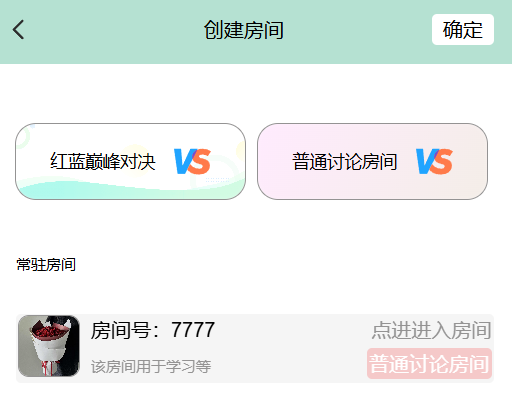 创建房间
确定
红蓝巅峰对决 VS
普通讨论房间 VS
常驻房间
房间号：7777
点进进入房间
该房间用于学习等
普通讨论房间